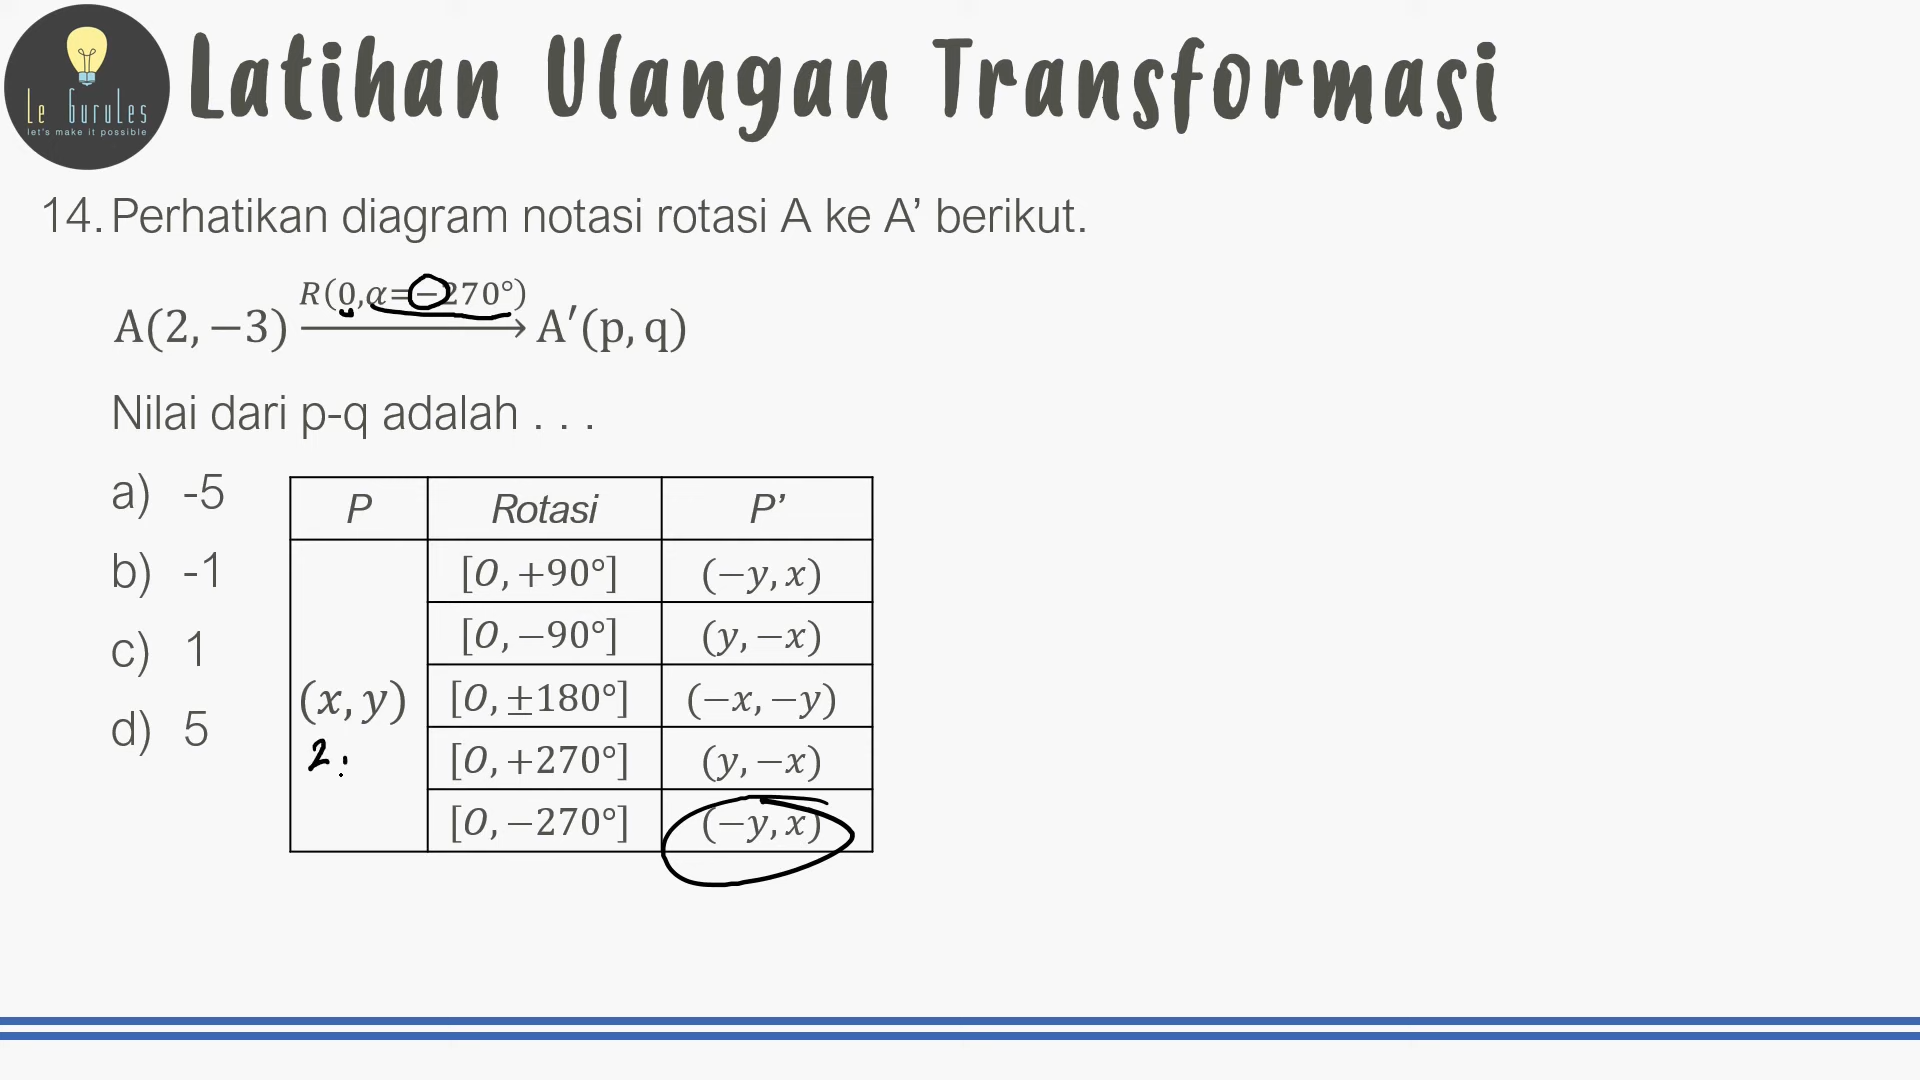 Le GuruLes
let's make it possible
Latihan Ulangan Transformasi
14. Perhatikan diagram notasi rotasi A ke A’ berikut.
R(0,α=−270°)
A(2,−3) → A′(p,q)
Nilai dari p-q adalah . . .
a) -5
b) -1
c) 1
d) 5
P Rotasi P’
[O,+90°] (−y,x)
[O,−90°] (y,−x)
(x,y) [O,±180°] (−x,−y)
2,
[O,+270°] (y,−x)
[O,−270°] (−y,x)